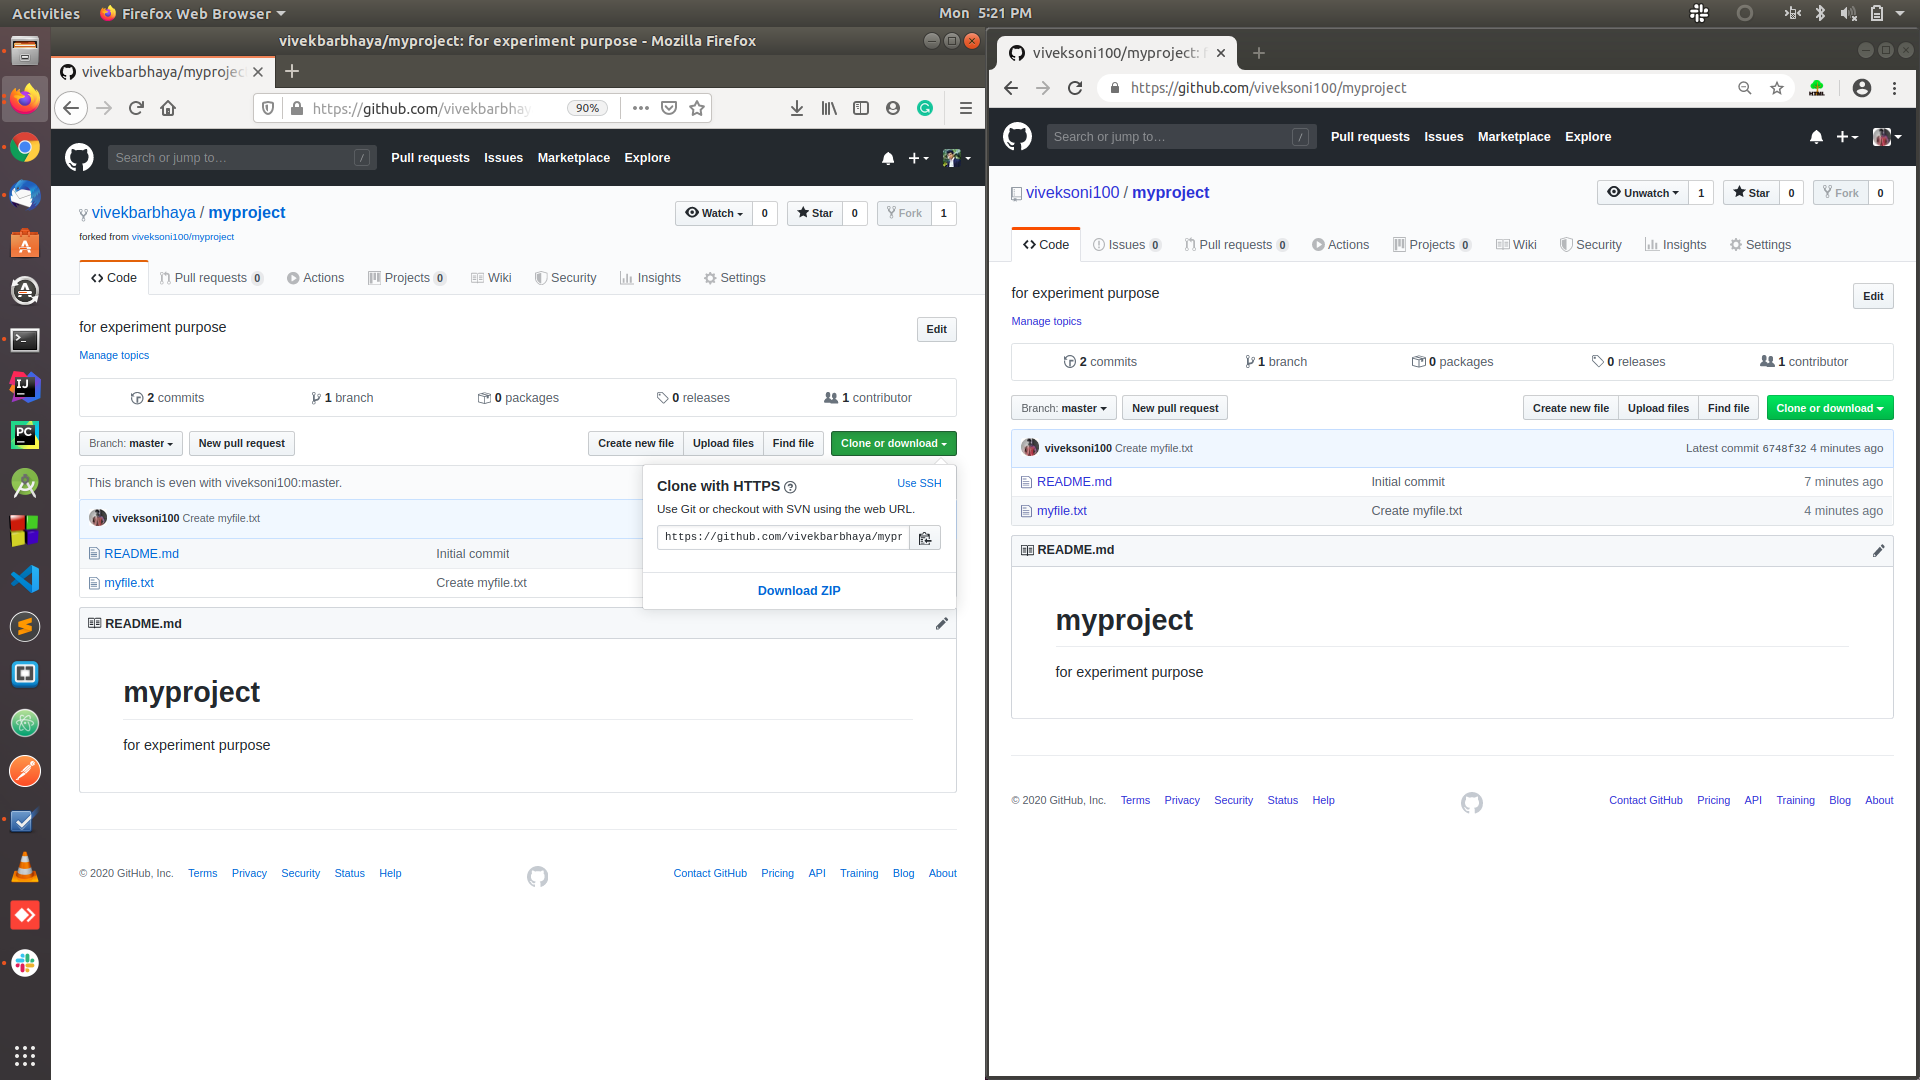 Activities
Firefox Web Browser
Mon 5:21 PM
vivekbarbhaya/myproject: for experiment purpose - Mozilla Firefox
vivekbarbhaya/myprojec
https://github.com/vivekbarbhay
90%
Search or jump to…
/
Pull requests Issues Marketplace Explore
vivekbarbhaya / myproject
forked from viveksoni100/myproject
Watch 0
Star 0
Fork 1
Code
Pull requests 0
Actions
Projects 0
Wiki
Security
Insights
Settings
for experiment purpose
Edit
Manage topics
2 commits
1 branch
0 packages
0 releases
1 contributor
Branch: master
New pull request
Create new file
Upload files
Find file
Clone or download
This branch is even with viveksoni100:master.
viveksoni100 Create myfile.txt
README.md Initial commit
myfile.txt Create myfile.txt
Clone with HTTPS
Use SSH
Use Git or checkout with SVN using the web URL.
https://github.com/vivekbarbhaya/mypr
Download ZIP
README.md
myproject
for experiment purpose
© 2020 GitHub, Inc. Terms Privacy Security Status Help
Contact GitHub Pricing API Training Blog About
viveksoni100/myproject: f
https://github.com/viveksoni100/myproject
HTML
Search or jump to…
/
Pull requests Issues Marketplace Explore
viveksoni100 / myproject
Unwatch 1
Star 0
Fork 0
Code
Issues 0
Pull requests 0
Actions
Projects 0
Wiki
Security
Insights
Settings
for experiment purpose
Edit
Manage topics
2 commits
1 branch
0 packages
0 releases
1 contributor
Branch: master
New pull request
Create new file
Upload files
Find file
Clone or download
viveksoni100 Create myfile.txt
Latest commit 6748f32 4 minutes ago
README.md Initial commit 7 minutes ago
myfile.txt Create myfile.txt 4 minutes ago
README.md
myproject
for experiment purpose
© 2020 GitHub, Inc. Terms Privacy Security Status Help
Contact GitHub Pricing API Training Blog About
IJ
PC